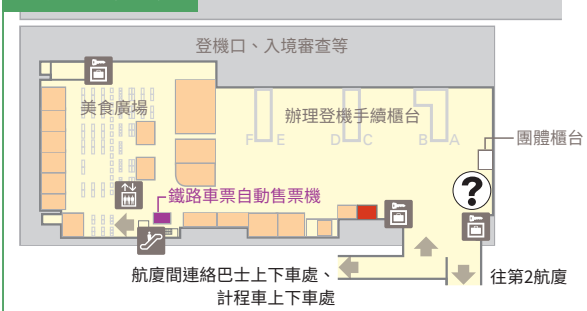 登機口、入境審查等
美食廣場
辦理登機手續櫃台
F E D C B A
團體櫃台
?
鐵路車票自動售票機
航廈間連絡巴士上下車處、
計程車上下車處
往第2航廈